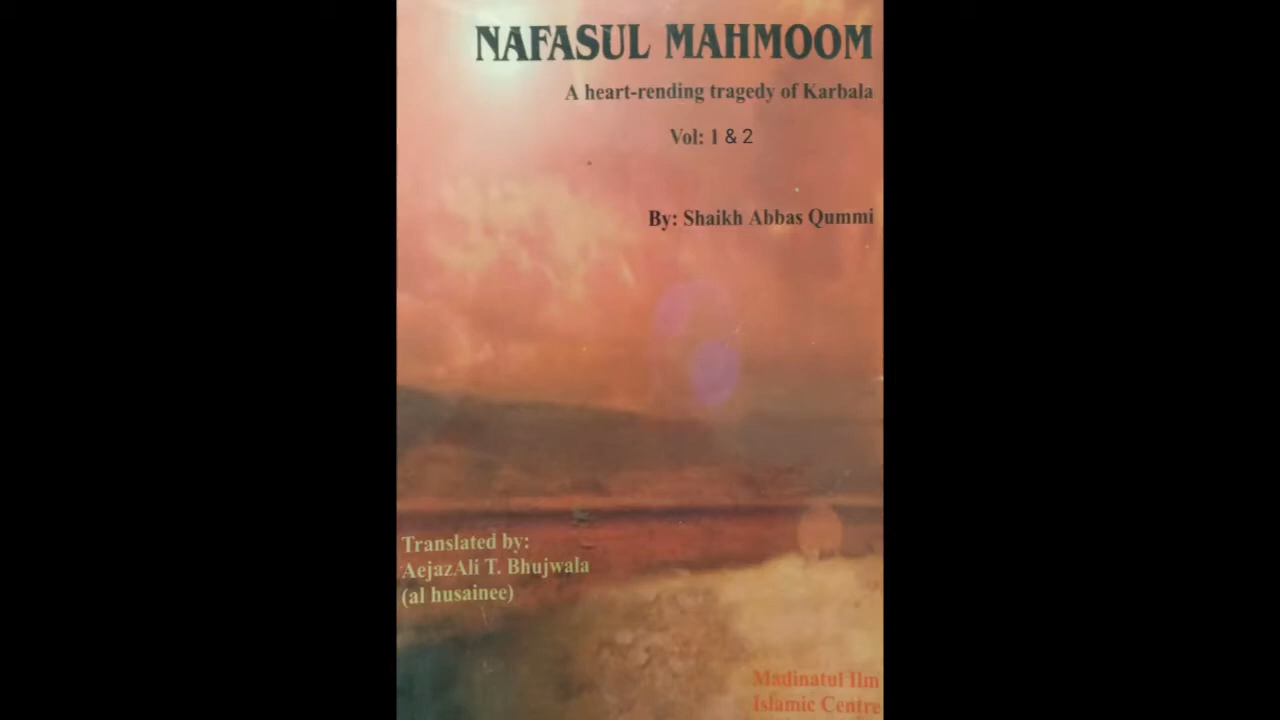 NAFASUL MAHMOOM
A heart-rending tragedy of Karbala
Vol: 1 & 2
By: Shaikh Abbas Qummi
Translated by:
AejazAli T. Bhujwala
(al husainee)
Madinatul Ilm
Islamic Centre